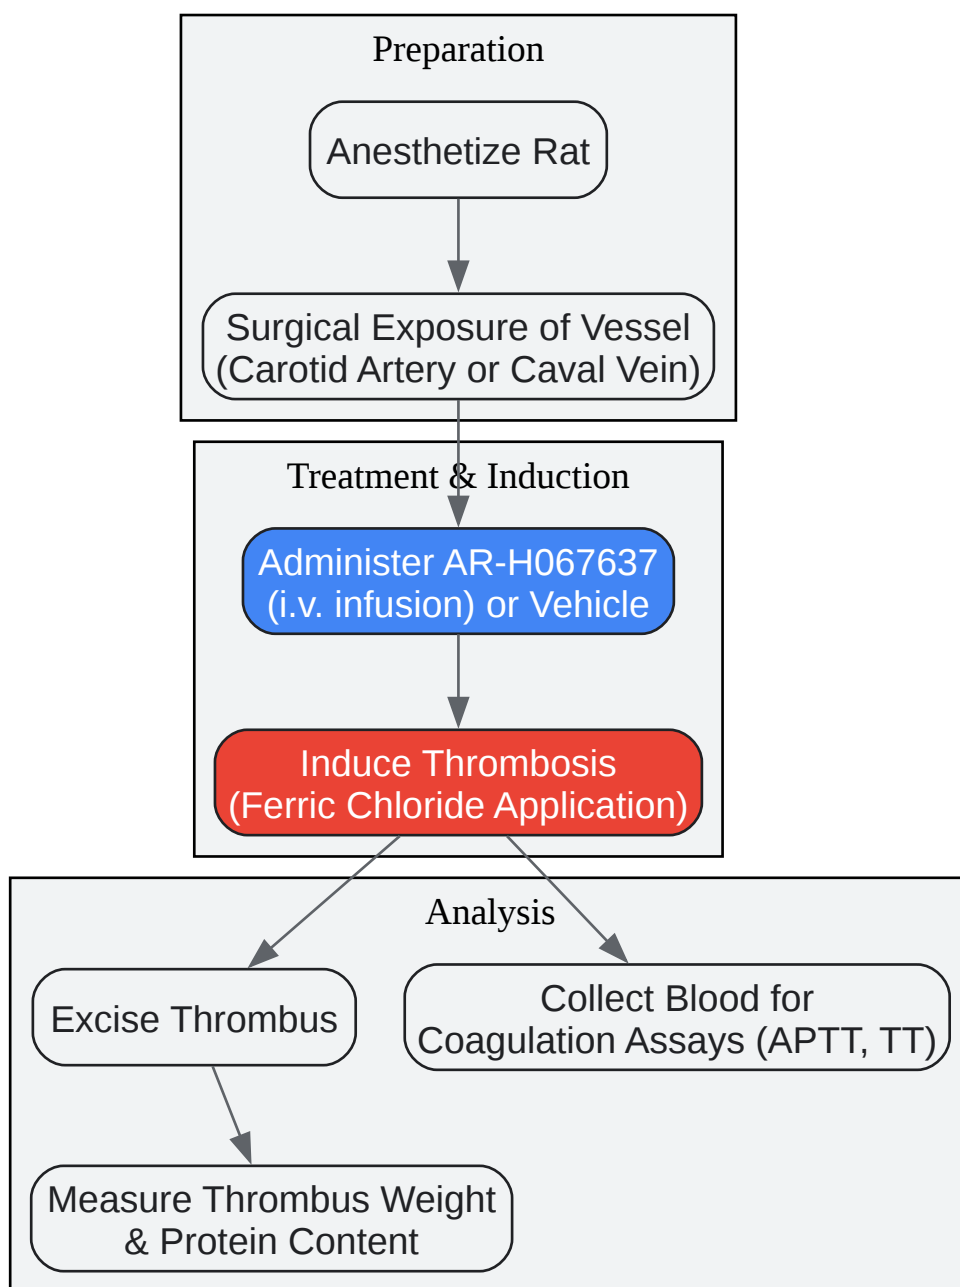 Preparation
Anesthetize Rat
Surgical Exposure of Vessel
(Carotid Artery or Caval Vein)
Treatment & Induction
Administer AR-H067637
(i.v. infusion) or Vehicle
Induce Thrombosis
(Ferric Chloride Application)
Analysis
Excise Thrombus
Collect Blood for
Coagulation Assays (APTT, TT)
Measure Thrombus Weight
& Protein Content